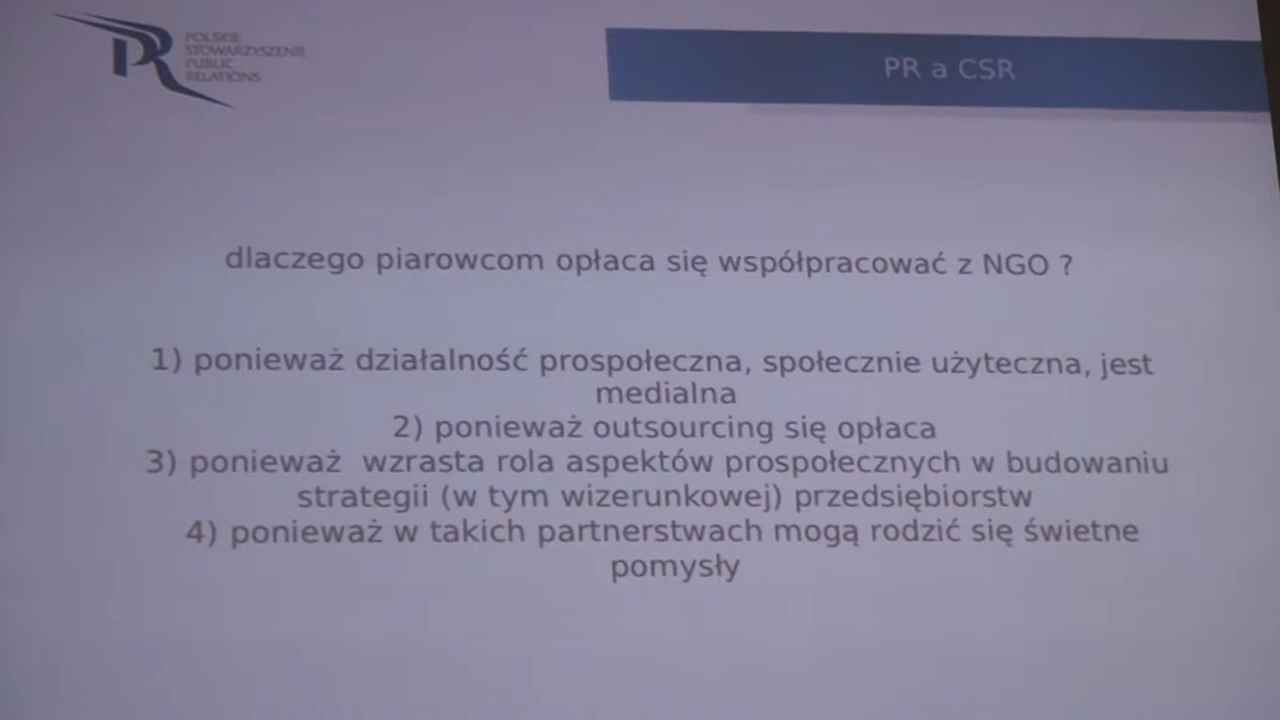 PR
POLSKIE
STOWARZYSZENIE
PUBLIC
RELATIONS
PR a CSR
dlaczego piarowcom opłaca się współpracować z NGO ?
1) ponieważ działalność prospołeczna, społecznie użyteczna, jest
medialna
2) ponieważ outsourcing się opłaca
3) ponieważ  wzrasta rola aspektów prospołecznych w budowaniu
strategii (w tym wizerunkowej) przedsiębiorstw
4) ponieważ w takich partnerstwach mogą rodzić się świetne
pomysły